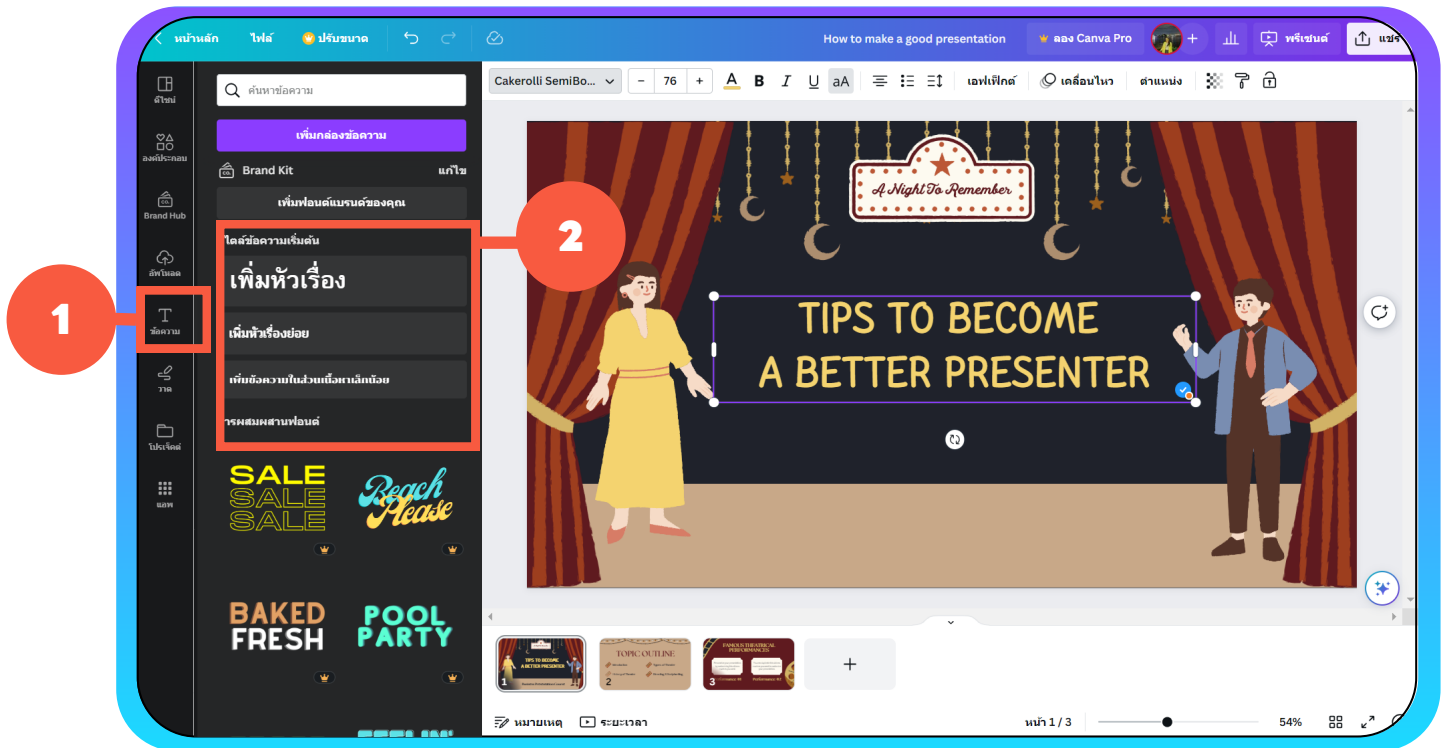 หน้าหลัก ไฟล์ ปรับขนาด How to make a good presentation ลอง Canva Pro + พรีเซนต์ แชร์
ดีไซน์
องค์ประกอบ
Brand Hub
อัพโหลด
ข้อความ
วาด
โปรเจ็คต์
แอพ
1
2
ค้นหาข้อความ
เพิ่มกล่องข้อความ
Brand Kit แก้ไข
เพิ่มฟอนต์แบรนด์ของคุณ
ไตล์ข้อความเริ่มต้น
เพิ่มหัวเรื่อง
เพิ่มหัวเรื่องย่อย
เพิ่มข้อความในส่วนเนื้อหาเล็กน้อย
ารผสมผสานฟอนต์
SALE
SALE
SALE
Beach
Please
BAKED
FRESH
POOL
PARTY
Cakerolli SemiBo... - 76 + A B I U aA เอฟเฟ็กต์ เคลื่อนไหว ตำแหน่ง
A Night To Remember
TIPS TO BECOME
A BETTER PRESENTER
TIPS TO BECOME
A BETTER PRESENTER
1
TOPIC OUTLINE
2
FAMOUS THEATRICAL
PERFORMANCES
3
+
หมายเหตุ ระยะเวลา หน้า 1 / 3 54%